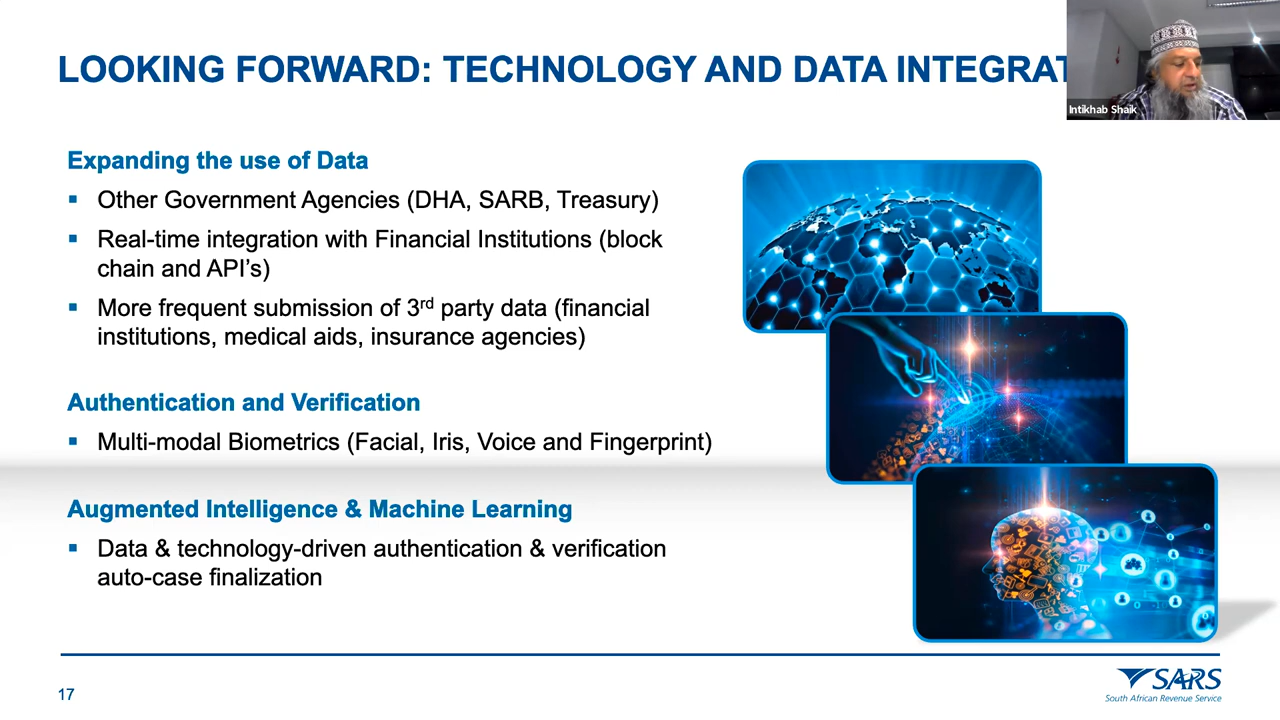 LOOKING FORWARD: TECHNOLOGY AND DATA INTEGRAT
Intikhab Shaik
Expanding the use of Data
▪ Other Government Agencies (DHA, SARB, Treasury)
▪ Real-time integration with Financial Institutions (block
chain and API’s)
▪ More frequent submission of 3rd party data (financial
institutions, medical aids, insurance agencies)
Authentication and Verification
▪ Multi-modal Biometrics (Facial, Iris, Voice and Fingerprint)
Augmented Intelligence & Machine Learning
▪ Data & technology-driven authentication & verification
auto-case finalization
17
SARS
South African Revenue Service